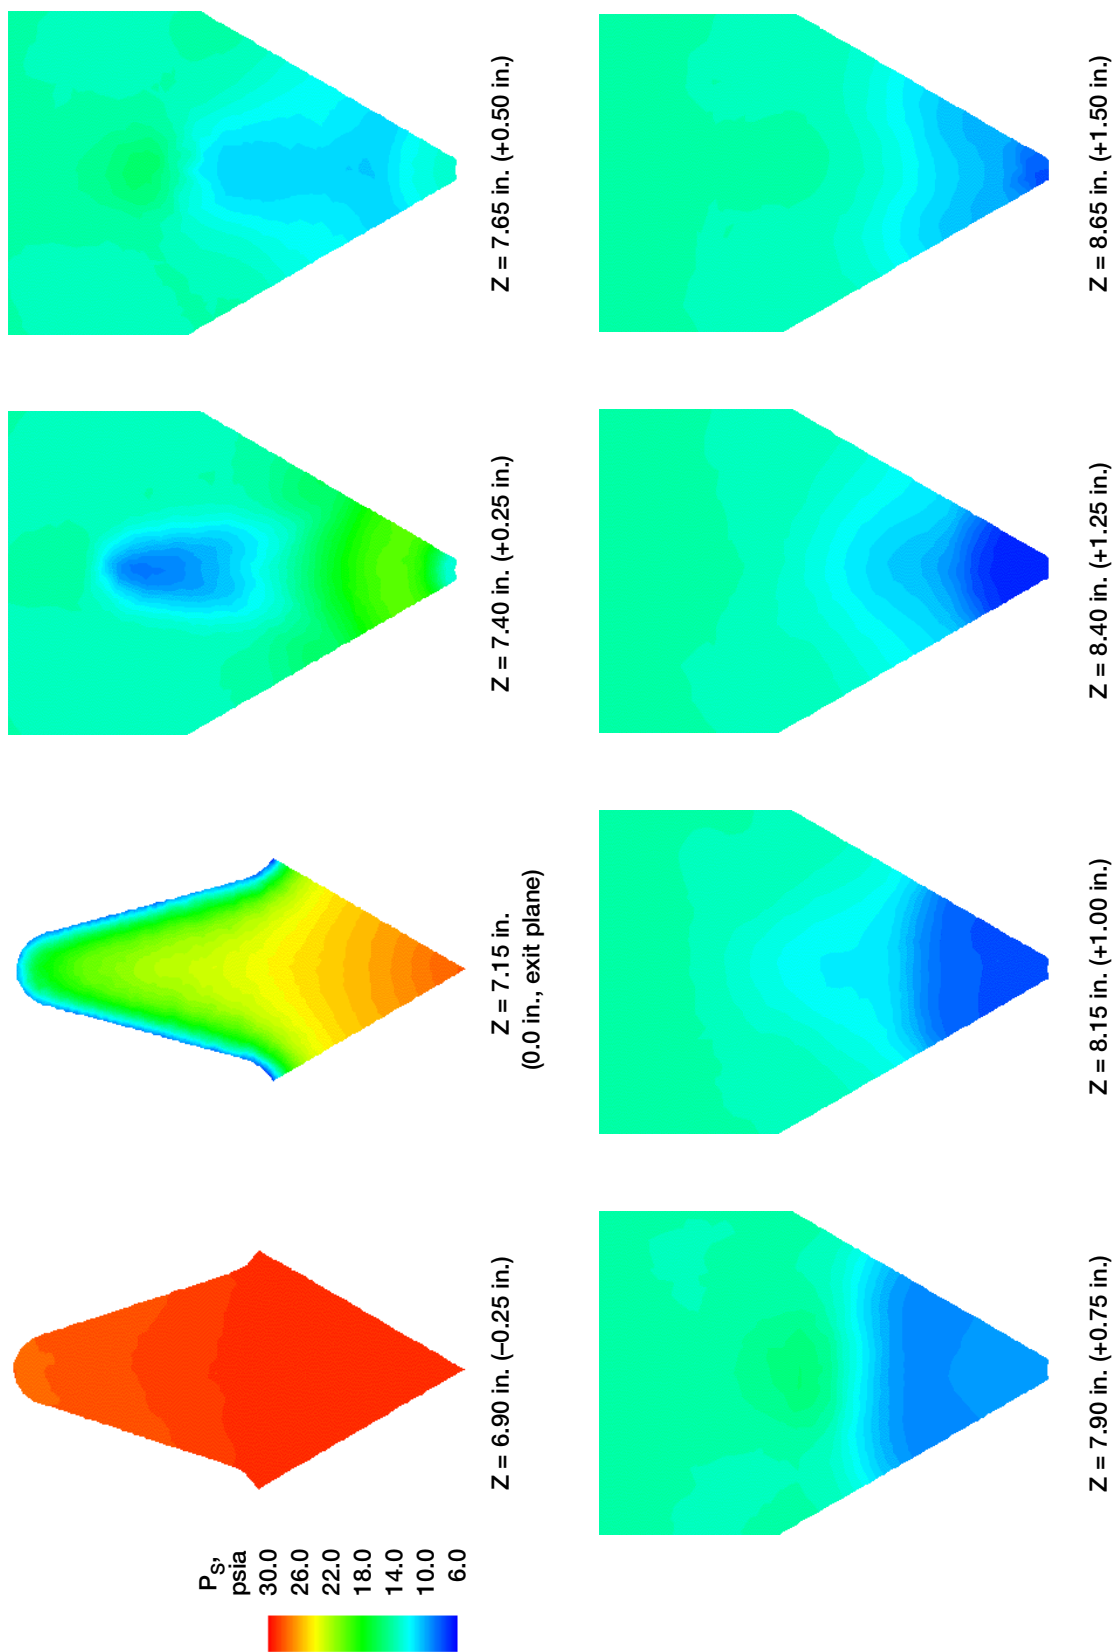 P_S,
psia
30.0
26.0
22.0
18.0
14.0
10.0
6.0
Z = 6.90 in. (–0.25 in.)
Z = 7.15 in.
(0.0 in., exit plane)
Z = 7.40 in. (+0.25 in.)
Z = 7.65 in. (+0.50 in.)
Z = 7.90 in. (+0.75 in.)
Z = 8.15 in. (+1.00 in.)
Z = 8.40 in. (+1.25 in.)
Z = 8.65 in. (+1.50 in.)